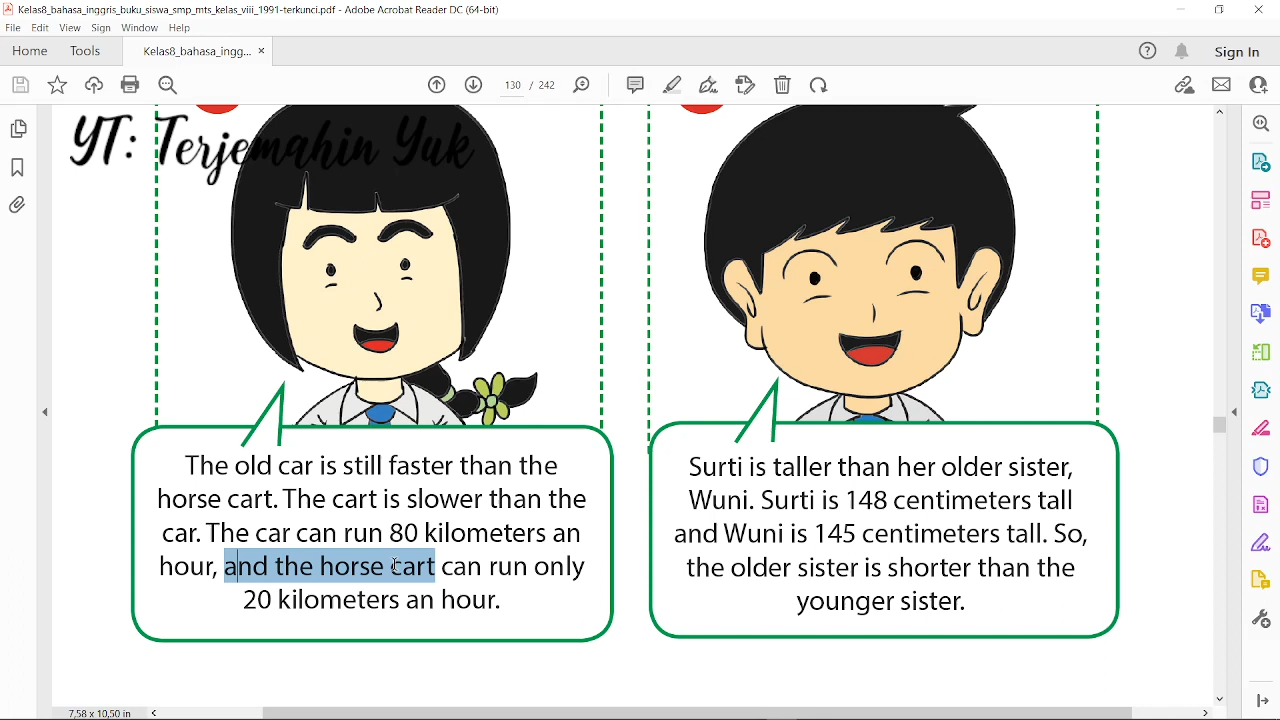 Kelas8_bahasa_inggris_buku_siswa_smp_mts_kelas_viii_1991-terkunci.pdf - Adobe Acrobat Reader DC (64-bit)
File Edit View Sign Window Help
Home Tools Kelas8_bahasa_ingg... × Sign In
130 / 242
YT: Terjemahin Yuk
The old car is still faster than the
horse cart. The cart is slower than the
car. The car can run 80 kilometers an
hour, and the horse cart can run only
20 kilometers an hour.
Surti is taller than her older sister,
Wuni. Surti is 148 centimeters tall
and Wuni is 145 centimeters tall. So,
the older sister is shorter than the
younger sister.
7,58 x 10,50 in